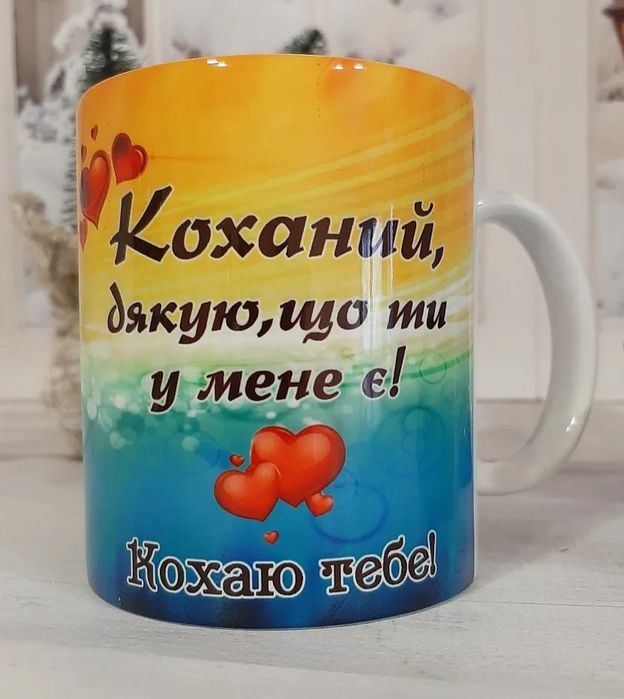 Коханий,
дякую, що ти
у мене є!
Кохаю тебе!